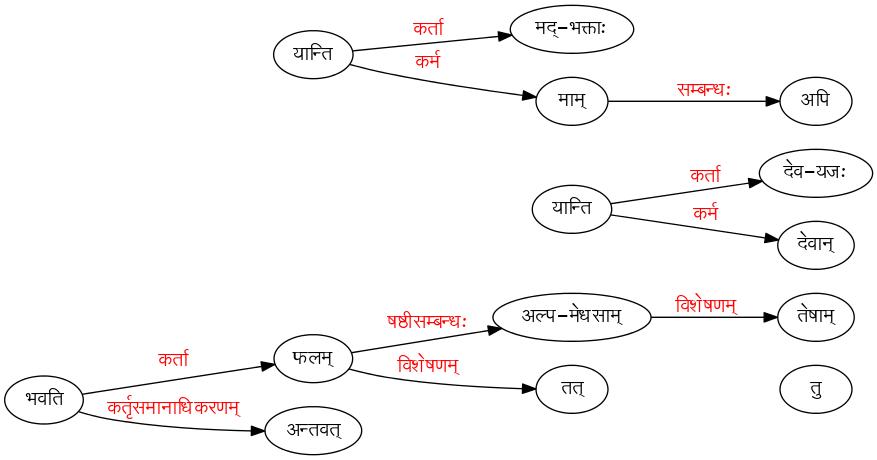 कर्ता
मद्-भक्ताः
यान्ति
कर्म
माम्
सम्बन्धः
अपि
कर्ता
देव-यजः
यान्ति
कर्म
देवान्
षष्ठीसम्बन्धः
अल्प-मेधसाम्
विशेषणम्
तेषाम्
कर्ता
फलम्
विशेषणम्
तत्
तु
भवति
कर्तृसमानाधिकरणम्
अन्तवत्